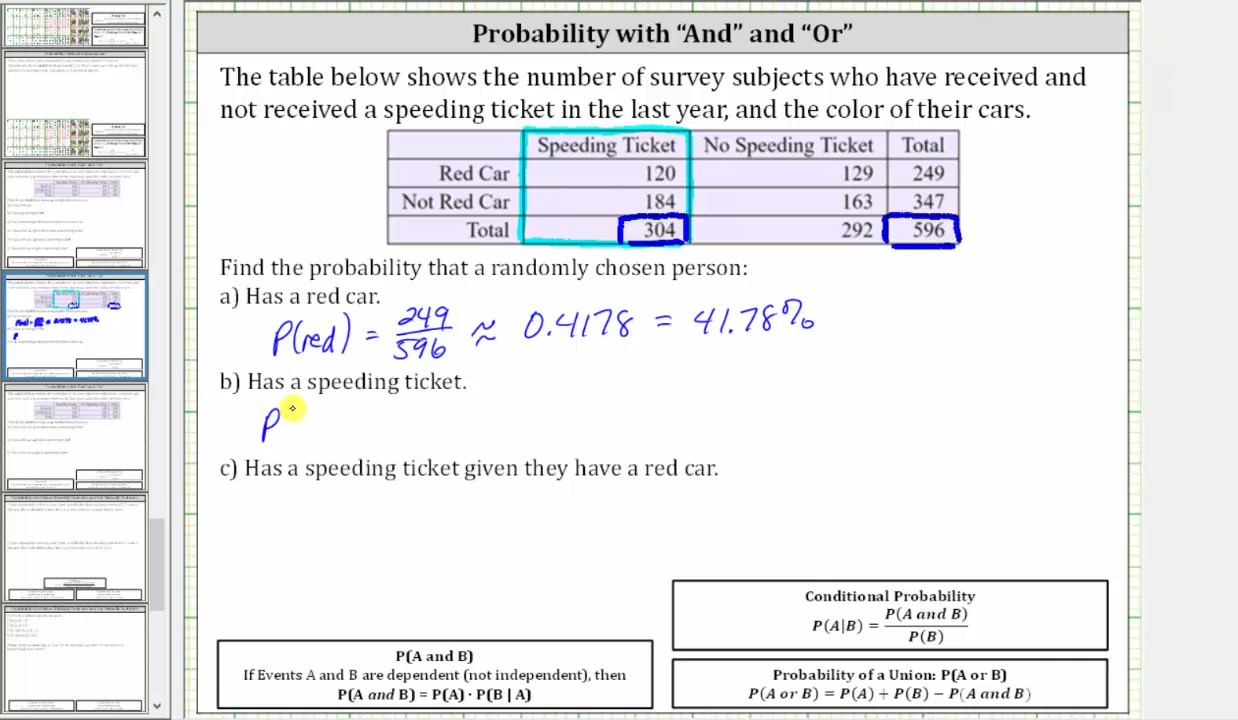 Probability with “And” and “Or”
The table below shows the number of survey subjects who have received and
not received a speeding ticket in the last year, and the color of their cars.
Speeding Ticket No Speeding Ticket Total
Red Car 120 129 249
Not Red Car 184 163 347
Total 304 292 596
Find the probability that a randomly chosen person:
a) Has a red car.
P(red) = 249/596 ≈ 0.4178 = 41.78%
b) Has a speeding ticket.
P
c) Has a speeding ticket given they have a red car.
Conditional Probability
P(A|B) = P(A and B)/P(B)
P(A and B)
If Events A and B are dependent (not independent), then
P(A and B) = P(A) · P(B | A)
Probability of a Union: P(A or B)
P(A or B) = P(A) + P(B) − P(A and B)